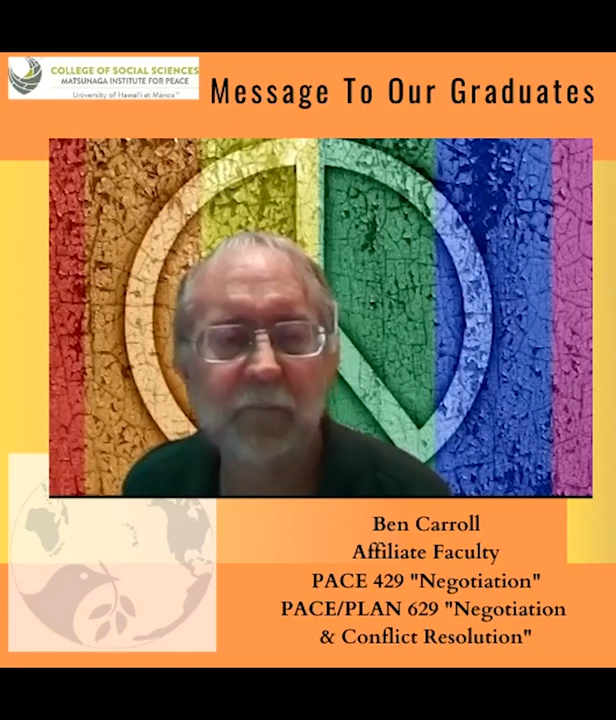 COLLEGE OF SOCIAL SCIENCES
MATSUNAGA INSTITUTE FOR PEACE
University of Hawai'i at Mānoa™
Message To Our Graduates
Ben Carroll
Affiliate Faculty
PACE 429 "Negotiation"
PACE/PLAN 629 "Negotiation
& Conflict Resolution"